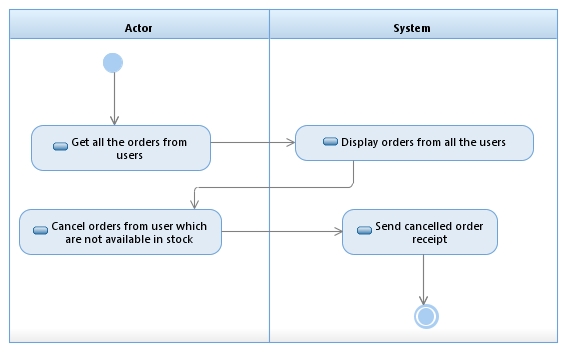 Actor
System
Get all the orders from
users
Display orders from all the users
Cancel orders from user which
are not available in stock
Send cancelled order
receipt